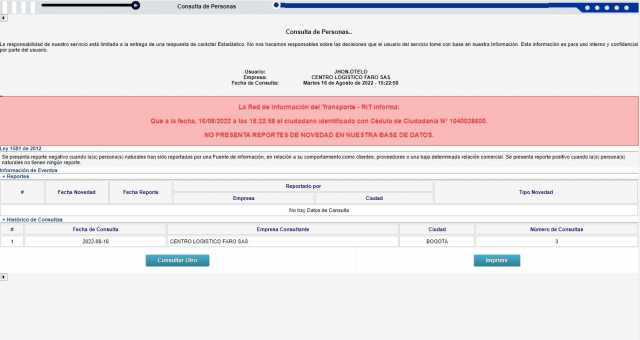 Consulta de Personas
Consulta de Personas..
La responsabilidad de nuestro servicio está limitada a la entrega de una respuesta de carácter Estadístico. No nos hacemos responsables sobre las decisiones que el usuario del servicio tome con base en nuestra Información. Esta información es para uso interno y confidencial
por parte del usuario.
Usuario: JHON.OTELO
Empresa: CENTRO LOGISTICO FARO SAS
Fecha de Consulta: Martes 16 de Agosto de 2022 - 15:22:58
La Red de Información del Transporte - RIT informa:
Que a la fecha, 16/08/2022 a las 15:22:58 el ciudadano identificado con Cédula de Ciudadanía N°
NO PRESENTA REPORTES DE NOVEDAD EN NUESTRA BASE DE DATOS.
Ley 1581 de 2012
Se presenta reporte negativo cuando la(s) persona(s) naturales han sido reportadas por una Fuente de información, en relación a su comportamiento como clientes, proveedores o una baja determinada relación comercial. Se presenta reporte positivo cuando la(s) persona(s)
naturales no tienen ningún reporte.
Información de Eventos
Reportes
# Fecha Novedad Fecha Reporte Reportado por Tipo Novedad
Empresa Ciudad
No hay Datos de Consulta
Histórico de Consultas
# Fecha de Consulta Empresa Consultante Ciudad Número de Consultas
1 2022-08-16 CENTRO LOGISTICO FARO SAS BOGOTA 3
Consultar Otro Imprimir